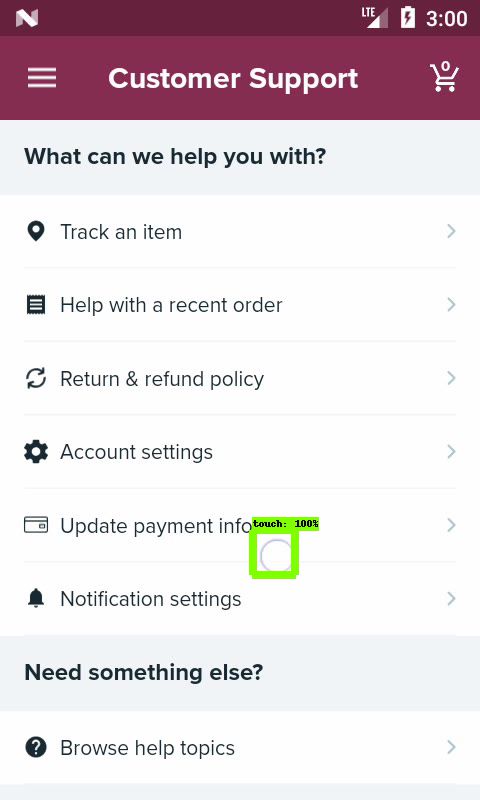 LTE 3:00
Customer Support 0
What can we help you with?
Track an item
Help with a recent order
Return & refund policy
Account settings
Update payment info
touch: 100%
Notification settings
Need something else?
Browse help topics